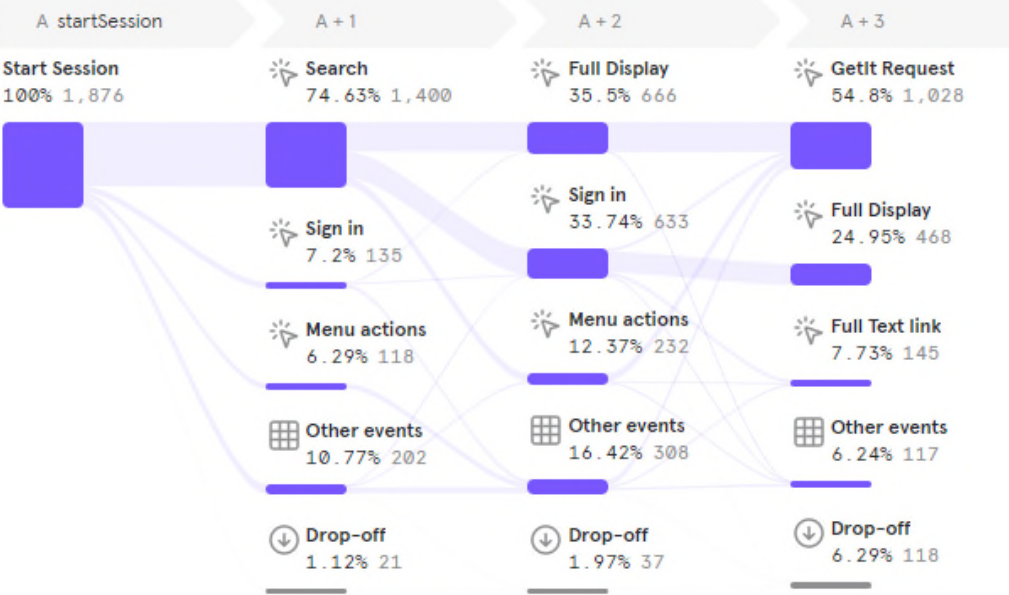 A startSession
A + 1
A + 2
A + 3
Start Session
100% 1,876
Search
74.63% 1,400
Full Display
35.5% 666
GetIt Request
54.8% 1,028
Sign in
7.2% 135
Sign in
33.74% 633
Full Display
24.95% 468
Menu actions
6.29% 118
Menu actions
12.37% 232
Full Text link
7.73% 145
Other events
10.77% 202
Other events
16.42% 308
Other events
6.24% 117
Drop-off
1.12% 21
Drop-off
1.97% 37
Drop-off
6.29% 118